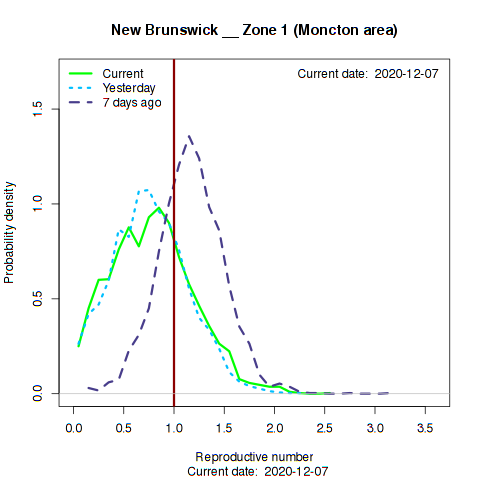 New Brunswick __ Zone 1 (Moncton area)
Current
Yesterday
7 days ago
Current date: 2020-12-07
Probability density
1.5
1.0
0.5
0.0
0.0 0.5 1.0 1.5 2.0 2.5 3.0 3.5
Reproductive number
Current date: 2020-12-07